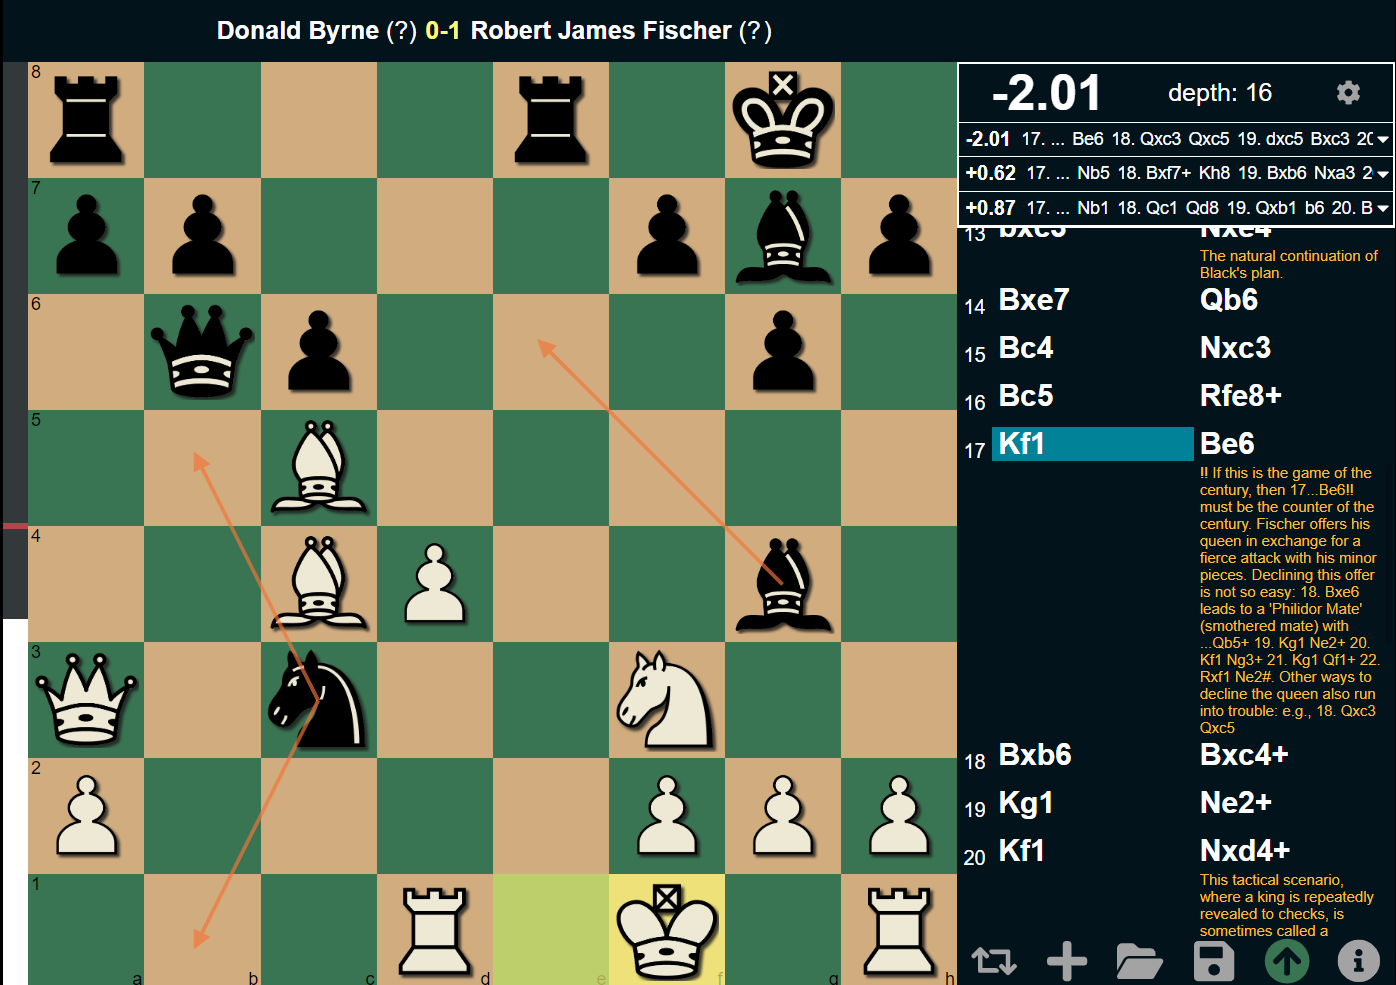 Donald Byrne (?) 0-1 Robert James Fischer (?)
8
7
6
5
4
3
2
1
a
b
c
d
e
f
g
h
-2.01 depth: 16
-2.01 17. ... Be6 18. Qxc3 Qxc5 19. dxc5 Bxc3 20
+0.62 17. ... Nb5 18. Bxf7+ Kh8 19. Bxb6 Nxa3 2
+0.87 17. ... Nb1 18. Qc1 Qd8 19. Qxb1 b6 20. B
13 bxc3 Nxe4
The natural continuation of
Black's plan.
14 Bxe7 Qb6
15 Bc4 Nxc3
16 Bc5 Rfe8+
17 Kf1 Be6
!! If this is the game of the
century, then 17...Be6!!
must be the counter of the
century. Fischer offers his
queen in exchange for a
fierce attack with his minor
pieces. Declining this offer
is not so easy: 18. Bxe6
leads to a 'Philidor Mate'
(smothered mate) with
...Qb5+ 19. Kg1 Ne2+ 20.
Kf1 Ng3+ 21. Kg1 Qf1+ 22.
Rxf1 Ne2#. Other ways to
decline the queen also run
into trouble: e.g., 18. Qxc3
Qxc5
18 Bxb6 Bxc4+
19 Kg1 Ne2+
20 Kf1 Nxd4+
This tactical scenario,
where a king is repeatedly
revealed to checks, is
sometimes called a